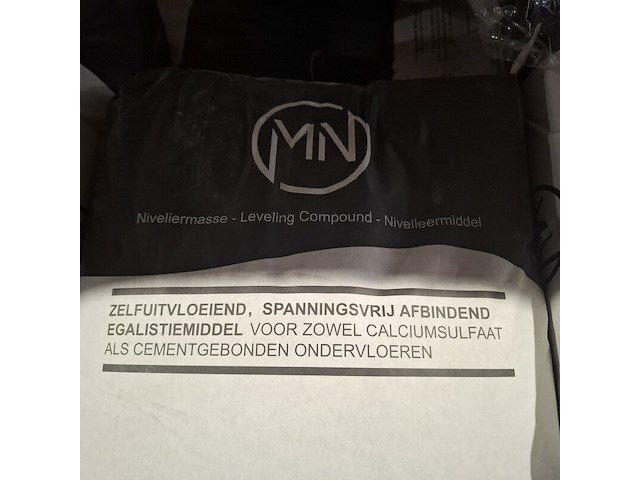 MN
Niveliermasse - Leveling Compound - Nivelleermiddel
ZELFUITVLOEIEND, SPANNINGSVRIJ AFBINDEND
EGALISTIEMIDDEL VOOR ZOWEL CALCIUMSULFAAT
ALS CEMENTGEBONDEN ONDERVLOEREN